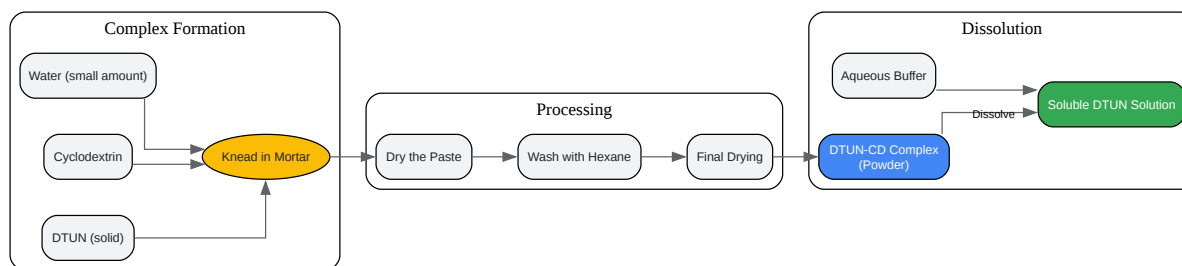 Complex Formation
Water (small amount)
Cyclodextrin
DTUN (solid)
Knead in Mortar
Processing
Dry the Paste
Wash with Hexane
Final Drying
Dissolution
Aqueous Buffer
DTUN-CD Complex
(Powder)
Dissolve
Soluble DTUN Solution